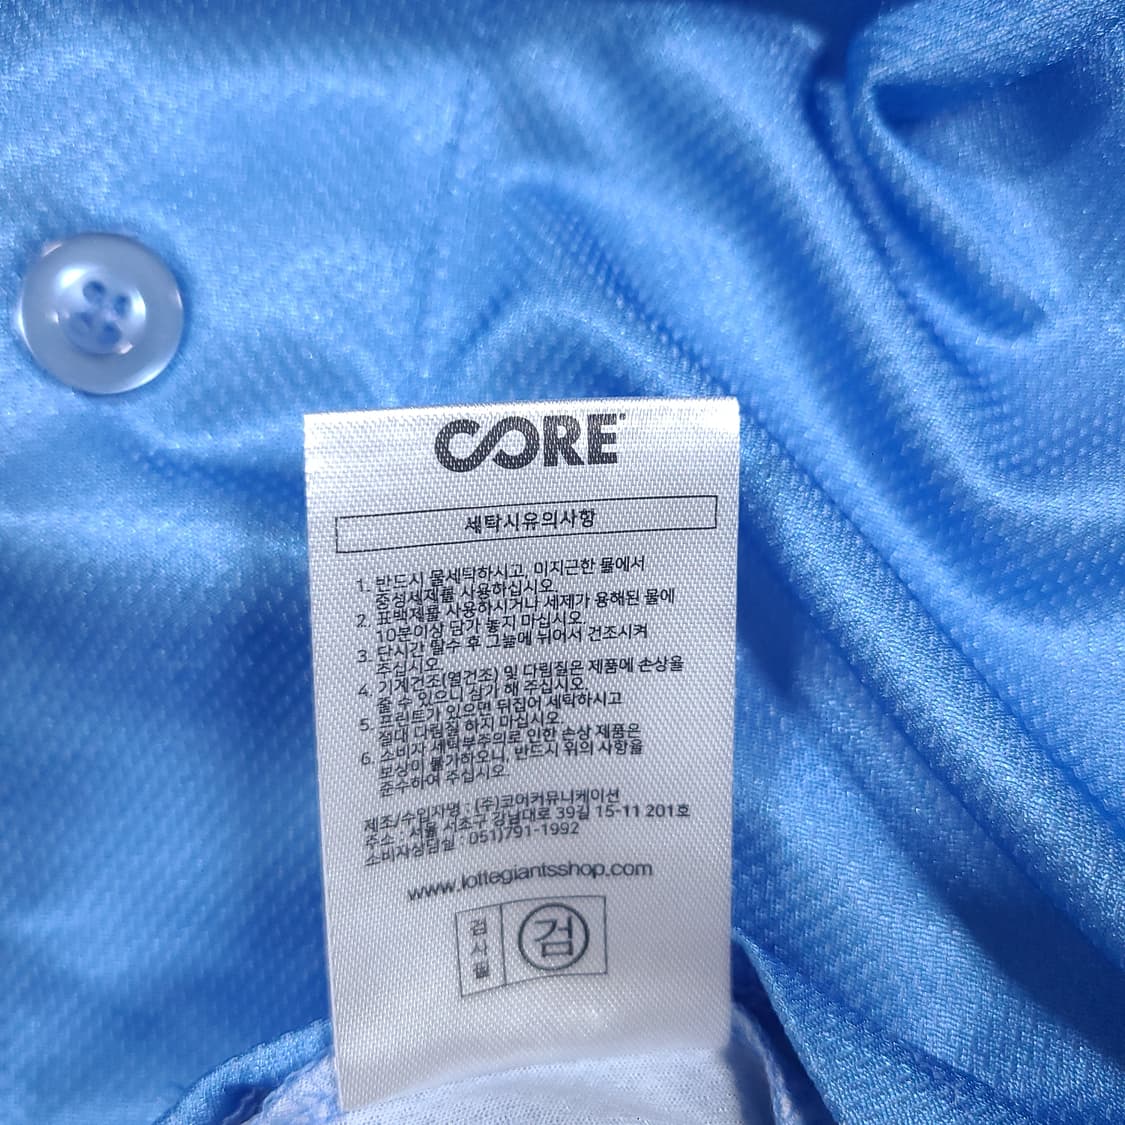 CORE
세탁시유의사항
1. 반드시 물세탁하시고, 미지근한 물에서
중성세제를 사용하십시오.
2. 표백제를 사용하시거나 세제가 용해된 물에
10분이상 담가 놓지 마십시오.
3. 단시간 탈수 후 그늘에 뉘어서 건조시켜
주십시오.
4. 기계건조(열건조) 및 다림질은 제품에 손상을
줄 수 있으니 삼가 해 주십시오.
5. 프린트가 있으면 뒤집어 세탁하시고
절대 다림질 하지 마십시오.
6. 소비자 세탁부주의로 인한 손상 제품은
보상이 불가하오니, 반드시 위의 사항을
준수하여 주십시오.
제조/수입자명 : (주)코어커뮤니케이션
주소 : 서울 서초구 강남대로 39길 15-11 201호
소비자상담실 : 051)791-1992
www.lottegiantsshop.com
검사필 검